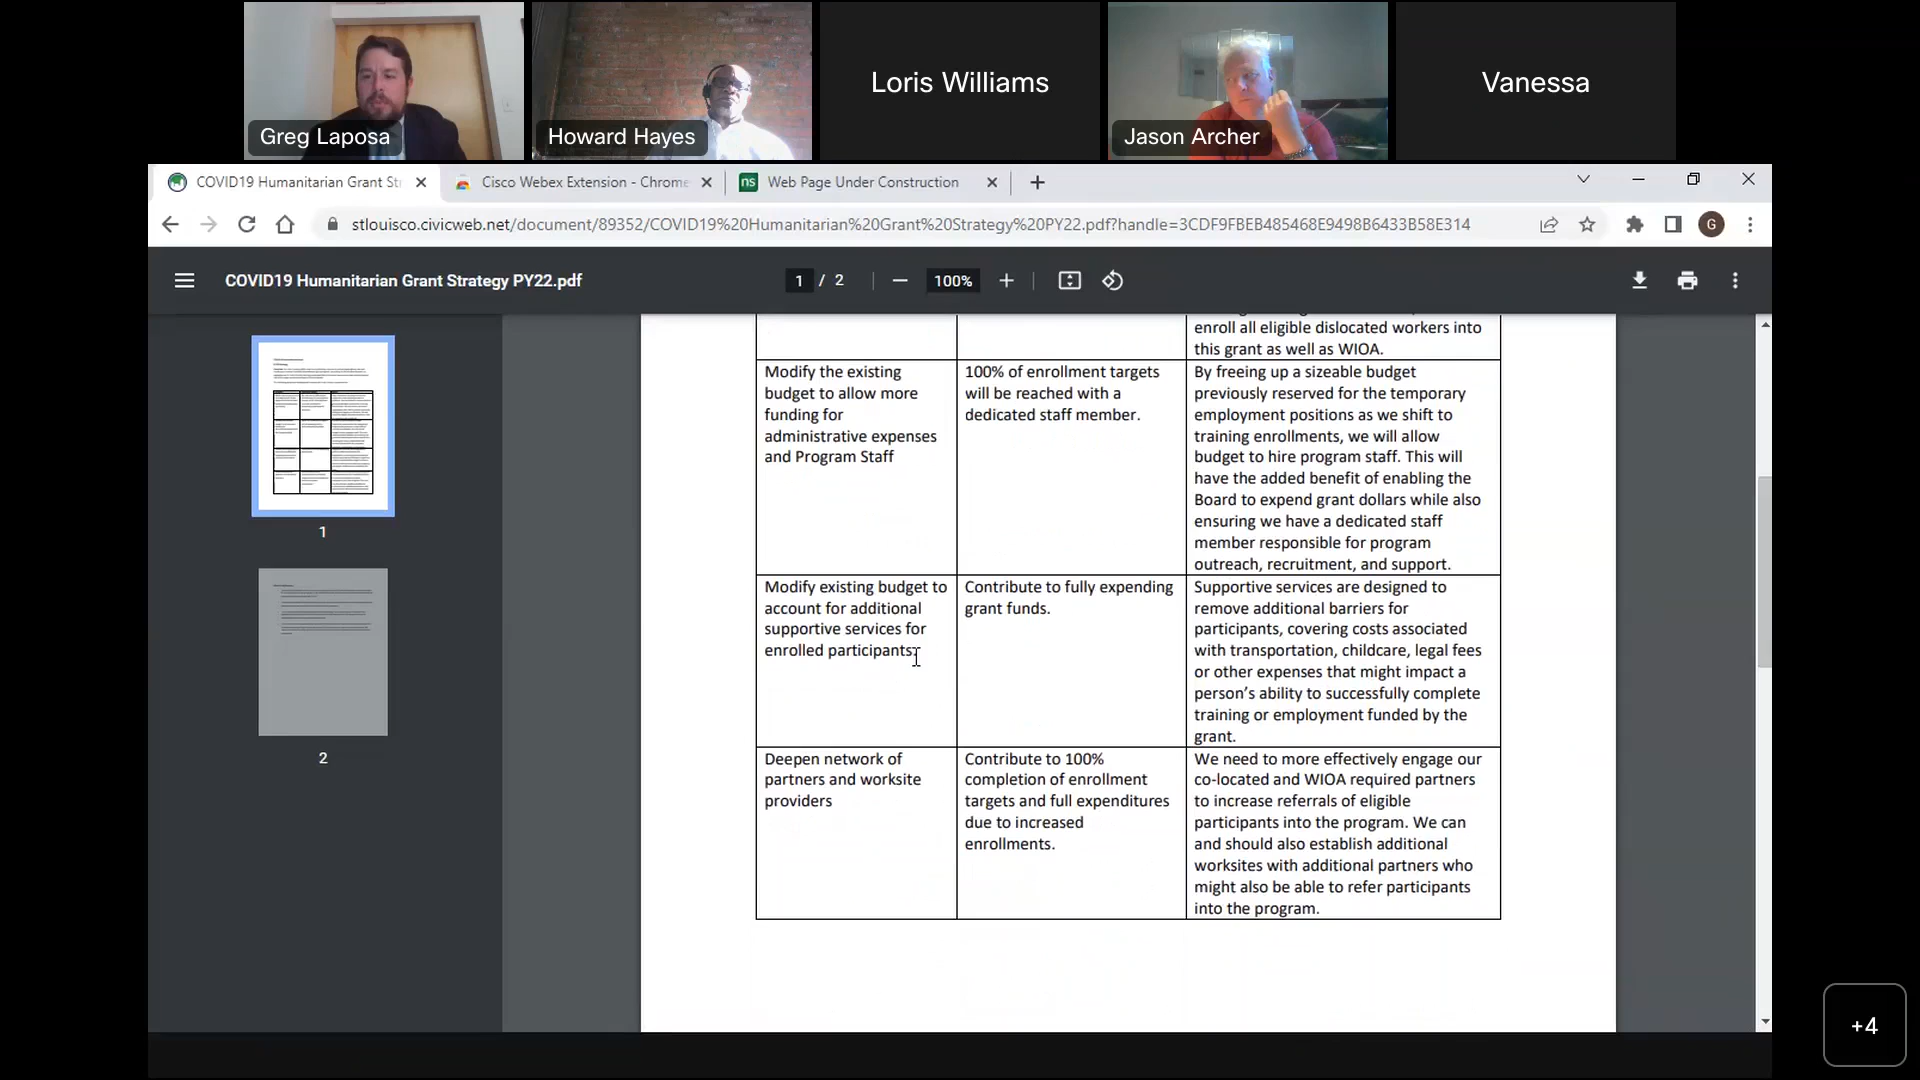 Greg Laposa
Howard Hayes
Loris Williams
Jason Archer
Vanessa
COVID19 Humanitarian Grant Str
Cisco Webex Extension - Chrome
ns
Web Page Under Construction
stlouisco.civicweb.net/document/89352/COVID19%20Humanitarian%20Grant%20Strategy%20PY22.pdf?handle=3CDF9FBEB485468E9498B6433B58E314
G
COVID19 Humanitarian Grant Strategy PY22.pdf
1 / 2
100%
1
2
enroll all eligible dislocated workers into
this grant as well as WIOA.
Modify the existing
budget to allow more
funding for
administrative expenses
and Program Staff
100% of enrollment targets
will be reached with a
dedicated staff member.
By freeing up a sizeable budget
previously reserved for the temporary
employment positions as we shift to
training enrollments, we will allow
budget to hire program staff. This will
have the added benefit of enabling the
Board to expend grant dollars while also
ensuring we have a dedicated staff
member responsible for program
outreach, recruitment, and support.
Modify existing budget to
account for additional
supportive services for
enrolled participants.
Contribute to fully expending
grant funds.
Supportive services are designed to
remove additional barriers for
participants, covering costs associated
with transportation, childcare, legal fees
or other expenses that might impact a
person’s ability to successfully complete
training or employment funded by the
grant.
Deepen network of
partners and worksite
providers
Contribute to 100%
completion of enrollment
targets and full expenditures
due to increased
enrollments.
We need to more effectively engage our
co-located and WIOA required partners
to increase referrals of eligible
participants into the program. We can
and should also establish additional
worksites with additional partners who
might also be able to refer participants
into the program.
+4